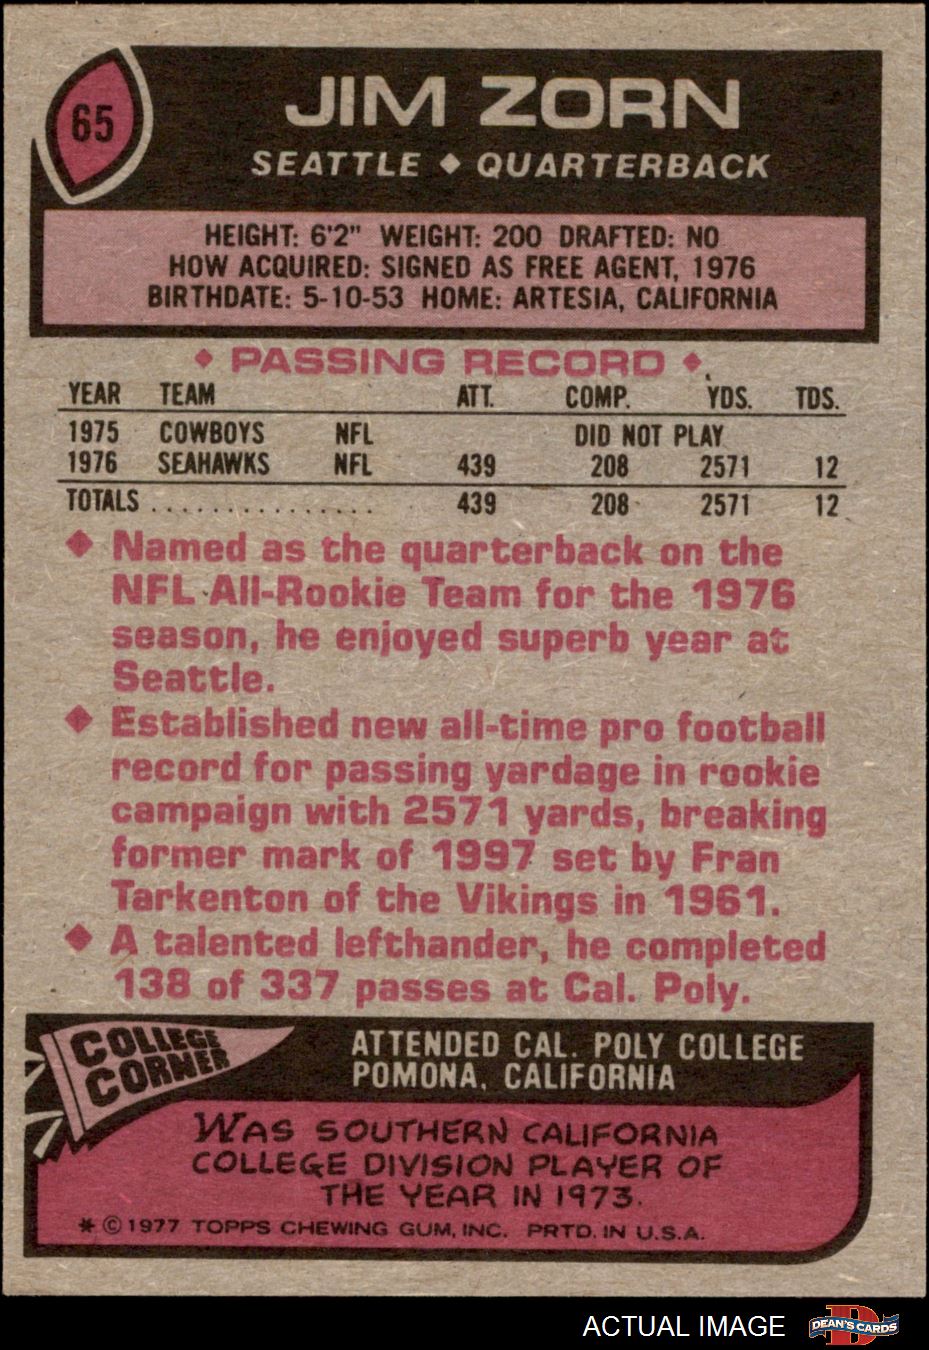 65
JIM ZORN
SEATTLE ♦ QUARTERBACK
HEIGHT: 6'2" WEIGHT: 200 DRAFTED: NO
HOW ACQUIRED: SIGNED AS FREE AGENT, 1976
BIRTHDATE: 5-10-53 HOME: ARTESIA, CALIFORNIA
♦ PASSING RECORD ♦
YEAR TEAM ATT. COMP. YDS. TDS.
1975 COWBOYS NFL DID NOT PLAY
1976 SEAHAWKS NFL 439 208 2571 12
TOTALS . . . . . . . . . . . . . . . 439 208 2571 12
♦ Named as the quarterback on the
NFL All-Rookie Team for the 1976
season, he enjoyed superb year at
Seattle.
♦ Established new all-time pro football
record for passing yardage in rookie
campaign with 2571 yards, breaking
former mark of 1997 set by Fran
Tarkenton of the Vikings in 1961.
♦ A talented lefthander, he completed
138 of 337 passes at Cal. Poly.
COLLEGE
CORNER
ATTENDED CAL. POLY COLLEGE
POMONA, CALIFORNIA
WAS SOUTHERN CALIFORNIA
COLLEGE DIVISION PLAYER OF
THE YEAR IN 1973.
* © 1977 TOPPS CHEWING GUM, INC. PRTD. IN U.S.A.
ACTUAL IMAGE
D
DEAN'S CARDS